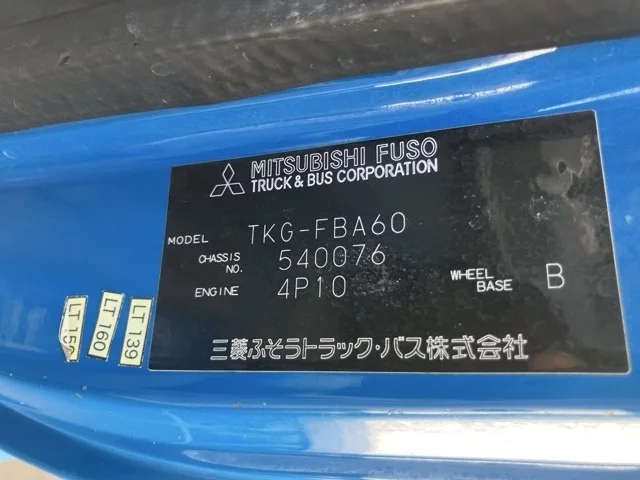 MITSUBISHI FUSO
TRUCK & BUS CORPORATION
MODEL TKG-FBA60
CHASSIS NO. 540076
ENGINE 4P10
WHEEL BASE B
三菱ふそうトラック・バス株式会社
LT 160
LT 139